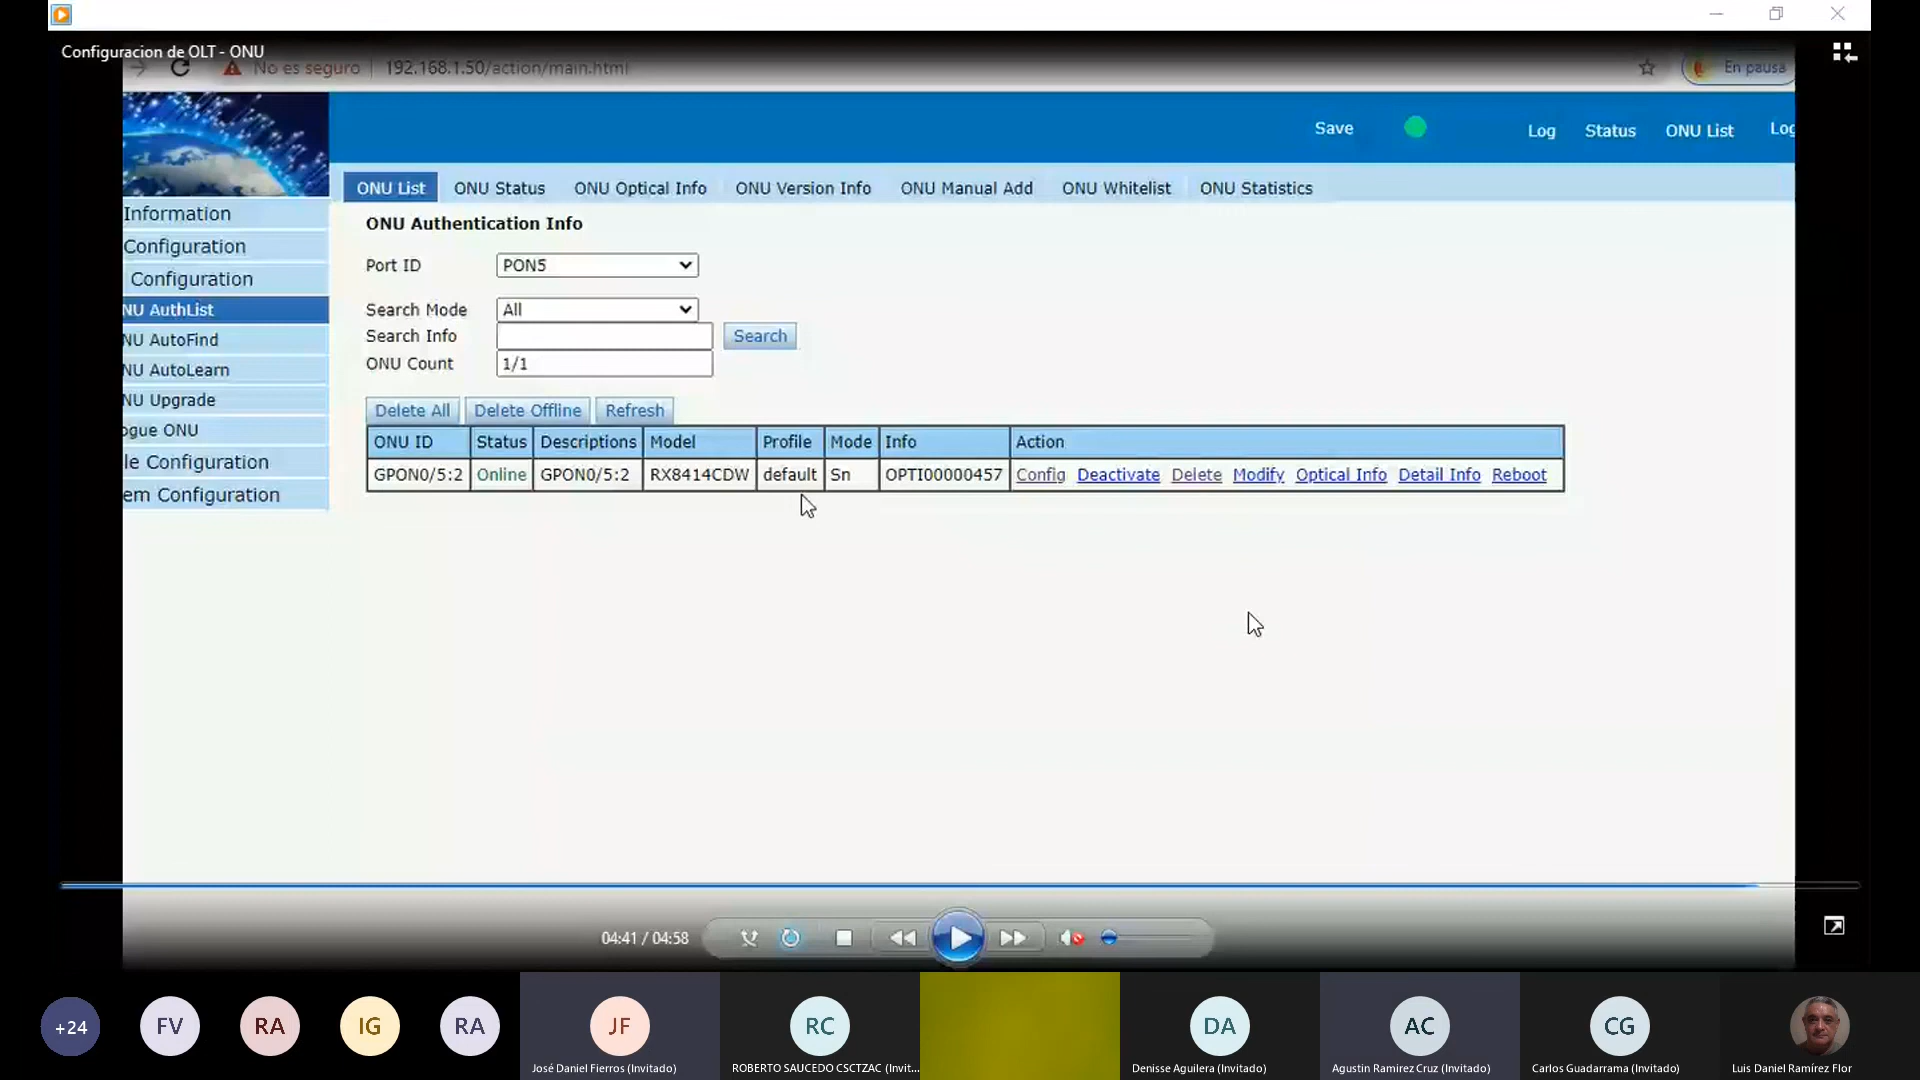 Configuracion de OLT - ONU
No es seguro 192.168.1.50/action/main.html En pausa
Save Log Status ONU List Log
ONU List ONU Status ONU Optical Info ONU Version Info ONU Manual Add ONU Whitelist ONU Statistics
Information
Configuration
Configuration
NU AuthList
NU AutoFind
NU AutoLearn
NU Upgrade
ogue ONU
le Configuration
em Configuration
ONU Authentication Info
Port ID PON5
Search Mode All
Search Info Search
ONU Count 1/1
Delete All Delete Offline Refresh
ONU ID Status Descriptions Model Profile Mode Info Action
GPON0/5:2 Online GPON0/5:2 RX8414CDW default Sn OPTI00000457 Config Deactivate Delete Modify Optical Info Detail Info Reboot
04:41 / 04:58
+24 FV RA IG RA JF RC DA AC CG
José Daniel Fierros (Invitado) ROBERTO SAUCEDO CSCTZAC (Invit... Denisse Aguilera (Invitado) Agustin Ramirez Cruz (Invitado) Carlos Guadarrama (Invitado) Luis Daniel Ramírez Flor